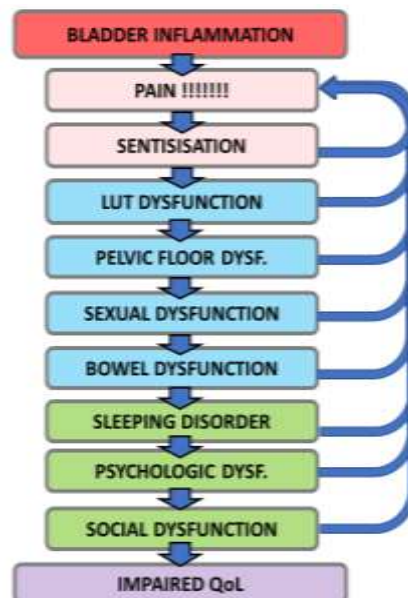 BLADDER INFLAMMATION
PAIN !!!!!!!
SENTISISATION
LUT DYSFUNCTION
PELVIC FLOOR DYSF.
SEXUAL DYSFUNCTION
BOWEL DYSFUNCTION
SLEEPING DISORDER
PSYCHOLOGIC DYSF.
SOCIAL DYSFUNCTION
IMPAIRED QoL